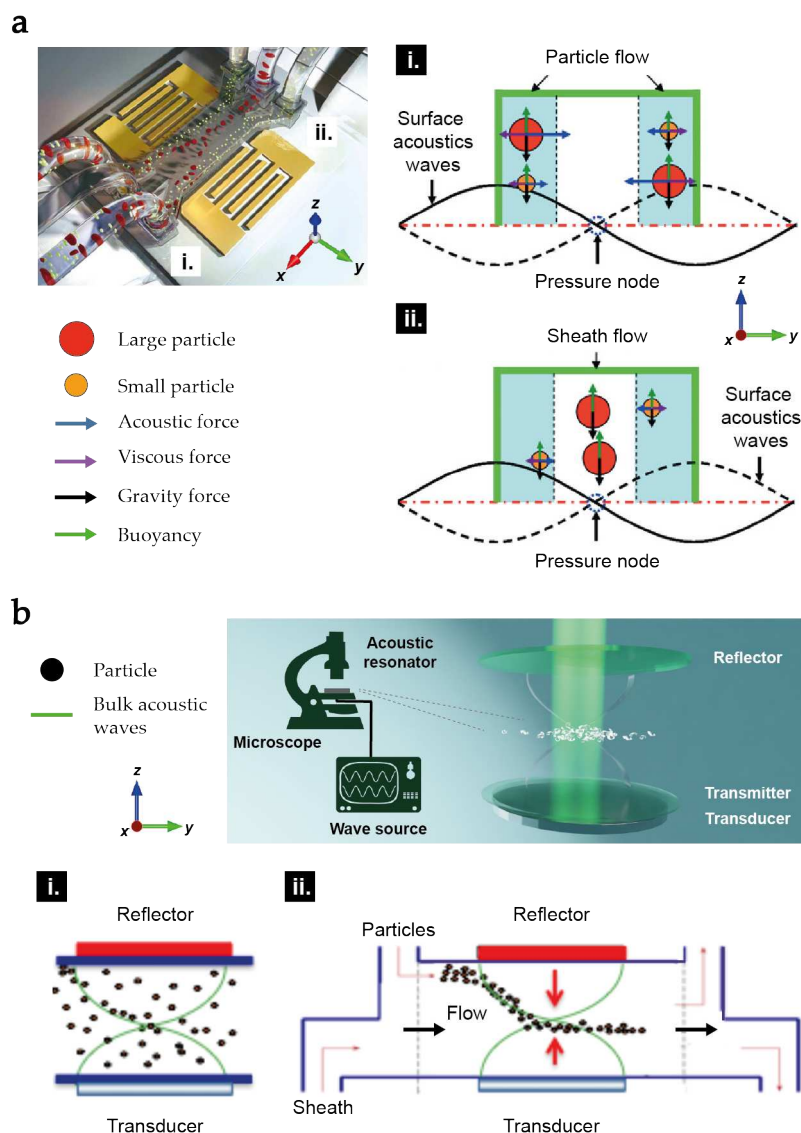 a
i.
ii.
z
x
y
i.
Particle flow
Surface
acoustics
waves
Pressure node
ii.
z
x
y
Sheath flow
Surface
acoustics
waves
Pressure node
Large particle
Small particle
Acoustic force
Viscous force
Gravity force
Buoyancy
b
Particle
Bulk acoustic
waves
z
x
y
Acoustic
resonator
Microscope
Wave source
Reflector
Transmitter
Transducer
i.
Reflector
Transducer
ii.
Particles
Reflector
Flow
Sheath
Transducer